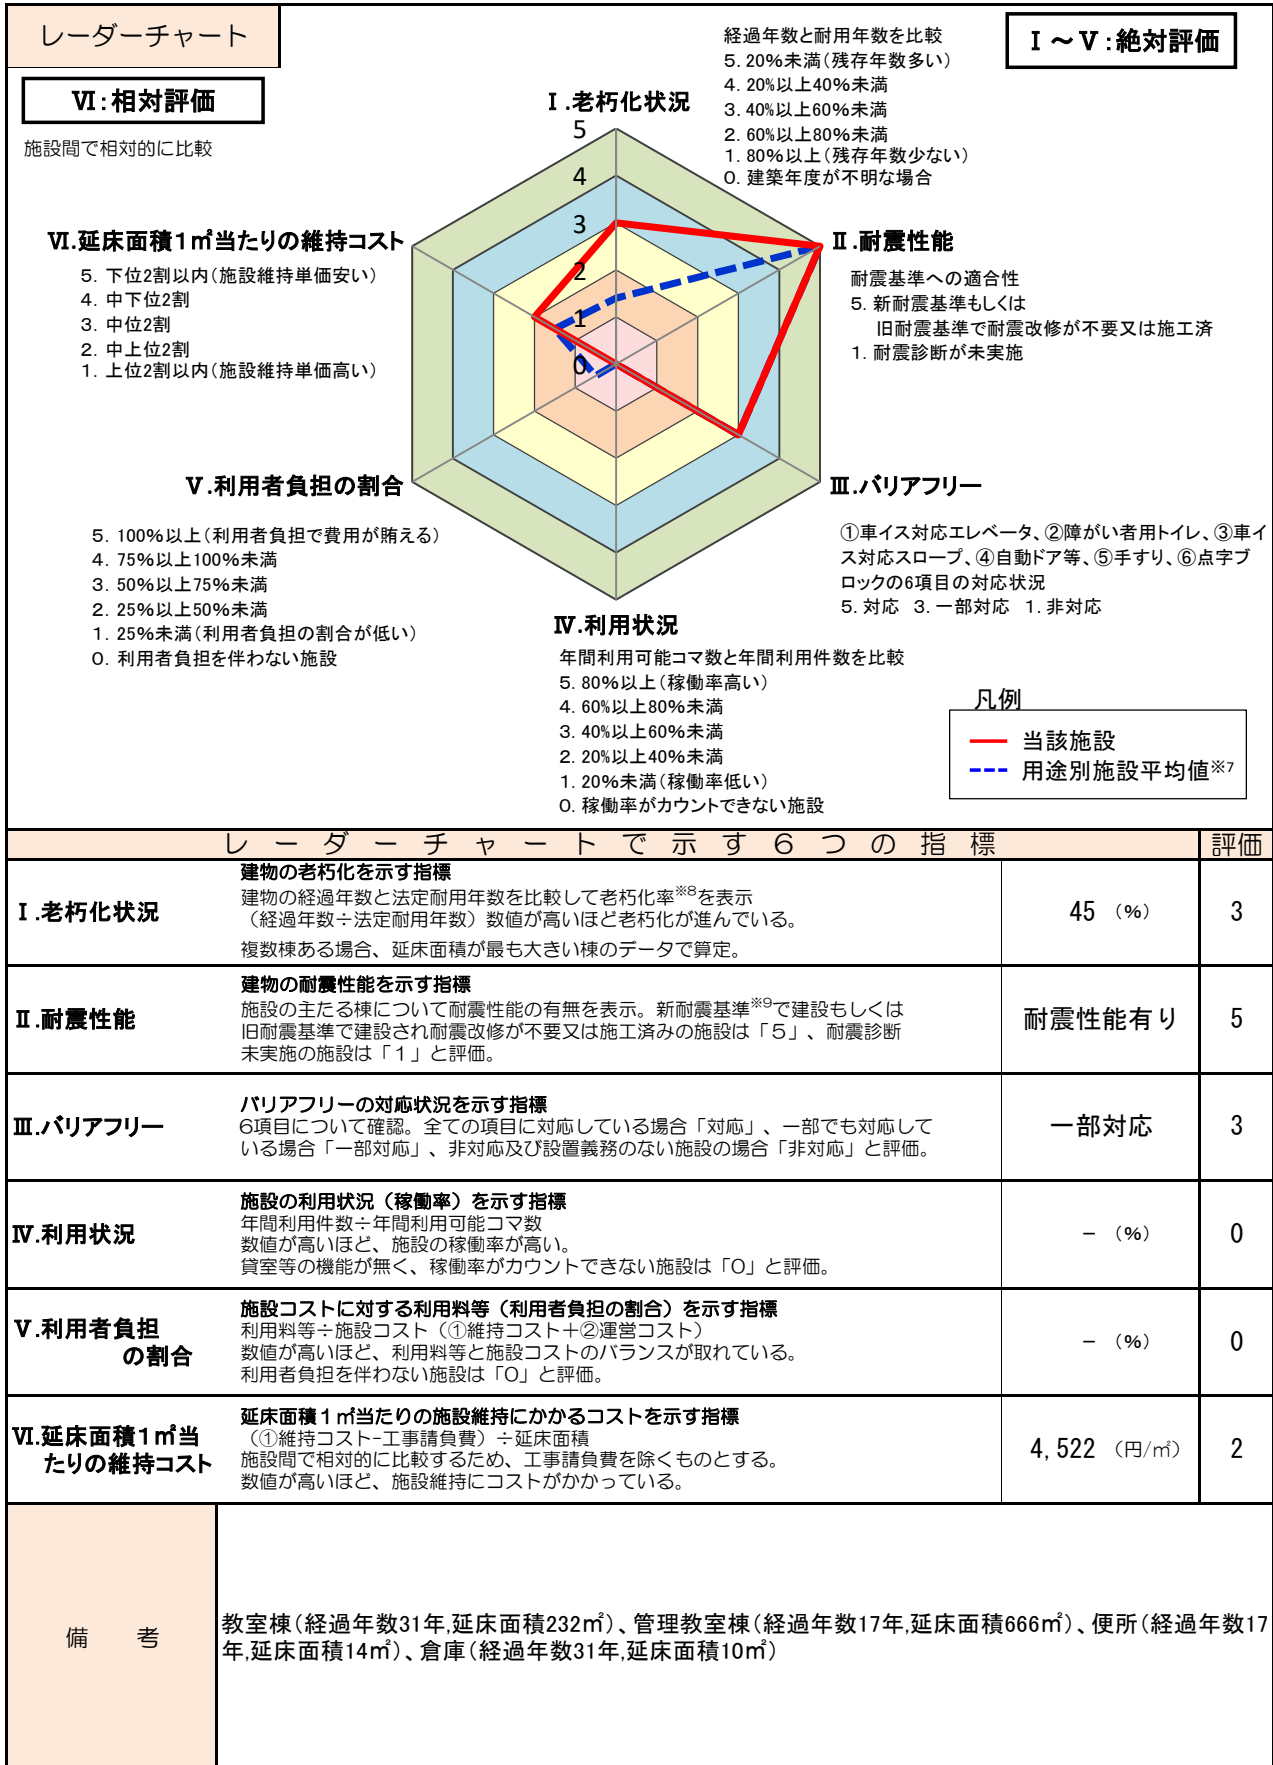 レーダーチャート
Ⅰ～Ⅴ:絶対評価
Ⅵ:相対評価
施設間で相対的に比較
経過年数と耐用年数を比較
5. 20%未満(残存年数多い)
4. 20%以上40%未満
3. 40%以上60%未満
2. 60%以上80%未満
1. 80%以上(残存年数少ない)
0. 建築年度が不明な場合
Ⅰ.老朽化状況
5
4
3
2
1
0
Ⅱ.耐震性能
耐震基準への適合性
5. 新耐震基準もしくは
旧耐震基準で耐震改修が不要又は施工済
1. 耐震診断が未実施
Ⅵ.延床面積1㎡当たりの維持コスト
5. 下位2割以内(施設維持単価安い)
4. 中下位2割
3. 中位2割
2. 中上位2割
1. 上位2割以内(施設維持単価高い)
Ⅴ.利用者負担の割合
5. 100%以上(利用者負担で費用が賄える)
4. 75%以上100%未満
3. 50%以上75%未満
2. 25%以上50%未満
1. 25%未満(利用者負担の割合が低い)
0. 利用者負担を伴わない施設
Ⅲ.バリアフリー
①車イス対応エレベータ、②障がい者用トイレ、③車イ
ス対応スロープ、④自動ドア等、⑤手すり、⑥点字ブ
ロックの6項目の対応状況
5. 対応 3. 一部対応 1. 非対応
Ⅳ.利用状況
年間利用可能コマ数と年間利用件数を比較
5. 80%以上(稼働率高い)
4. 60%以上80%未満
3. 40%以上60%未満
2. 20%以上40%未満
1. 20%未満(稼働率低い)
0. 稼働率がカウントできない施設
凡例
当該施設
用途別施設平均値※7
レーダーチャートで示す6つの指標 評価
Ⅰ.老朽化状況
建物の老朽化を示す指標
建物の経過年数と法定耐用年数を比較して老朽化率※8を表示
（経過年数÷法定耐用年数）数値が高いほど老朽化が進んでいる。
複数棟ある場合、延床面積が最も大きい棟のデータで算定。
45 (%) 3
Ⅱ.耐震性能
建物の耐震性能を示す指標
施設の主たる棟について耐震性能の有無を表示。新耐震基準※9で建設もしくは
旧耐震基準で建設され耐震改修が不要又は施工済みの施設は「5」、耐震診断
未実施の施設は「1」と評価。
耐震性能有り 5
Ⅲ.バリアフリー
バリアフリーの対応状況を示す指標
6項目について確認。全ての項目に対応している場合「対応」、一部でも対応して
いる場合「一部対応」、非対応及び設置義務のない施設の場合「非対応」と評価。
一部対応 3
Ⅳ.利用状況
施設の利用状況（稼働率）を示す指標
年間利用件数÷年間利用可能コマ数
数値が高いほど、施設の稼働率が高い。
貸室等の機能が無く、稼働率がカウントできない施設は「0」と評価。
－ (%) 0
Ⅴ.利用者負担
の割合
施設コストに対する利用料等（利用者負担の割合）を示す指標
利用料等÷施設コスト（①維持コスト＋②運営コスト）
数値が高いほど、利用料等と施設コストのバランスが取れている。
利用者負担を伴わない施設は「0」と評価。
－ (%) 0
Ⅵ.延床面積1㎡当
たりの維持コスト
延床面積１㎡当たりの施設維持にかかるコストを示す指標
（①維持コスト-工事請負費）÷延床面積
施設間で相対的に比較するため、工事請負費を除くものとする。
数値が高いほど、施設維持にコストがかかっている。
4,522 (円/㎡) 2
備　考
教室棟(経過年数31年,延床面積232㎡)、管理教室棟(経過年数17年,延床面積666㎡)、便所(経過年数17
年,延床面積14㎡)、倉庫(経過年数31年,延床面積10㎡)